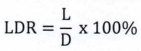 LDR = L/D x 100%